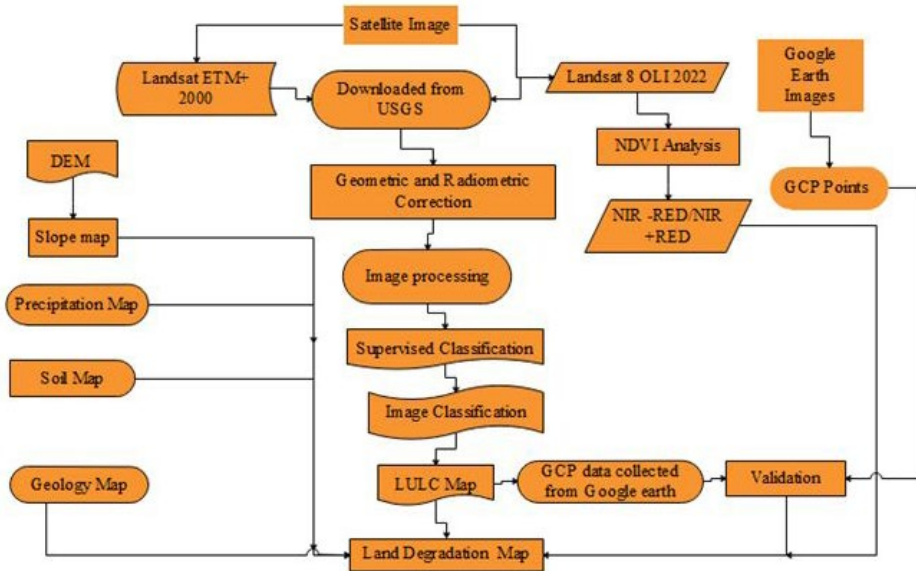 Satellite Image
Landsat ETM+
2000
Downloaded from
USGS
Landsat 8 OLI 2022
Google
Earth
Images
NDVI Analysis
DEM
Geometric and Radiometric
Correction
GCP Points
NIR -RED/NIR
+RED
Slope map
Image processing
Precipitation Map
Supervised Classification
Soil Map
Image Classification
Geology Map
LULC Map
GCP data collected
from Google earth
Validation
Land Degradation Map